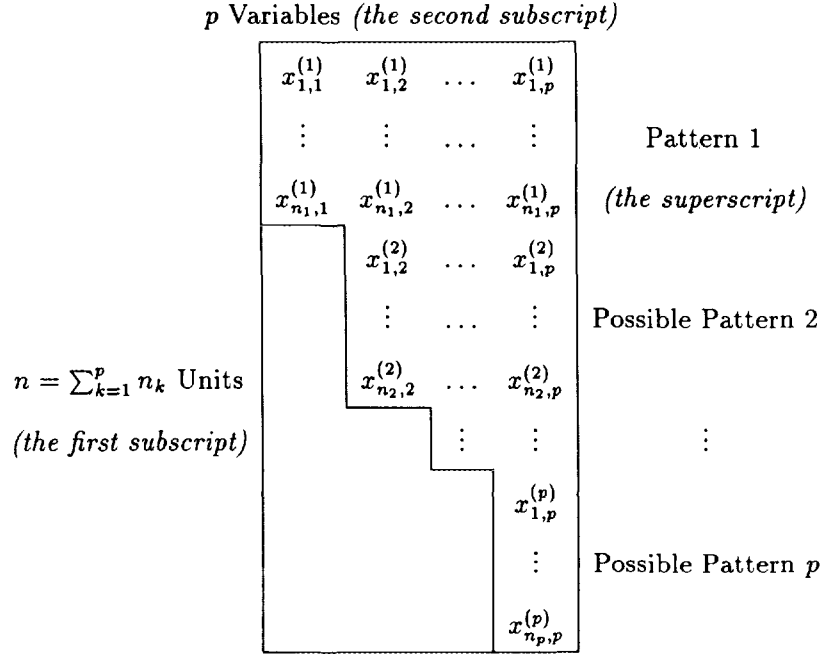 p Variables (the second subscript)
x_{1,1}^{(1)} x_{1,2}^{(1)} … x_{1,p}^{(1)}
⋮ ⋮ … ⋮ Pattern 1
x_{n_1,1}^{(1)} x_{n_1,2}^{(1)} … x_{n_1,p}^{(1)} (the superscript)
x_{1,2}^{(2)} … x_{1,p}^{(2)}
⋮ … ⋮ Possible Pattern 2
n = ∑_{k=1}^{p} n_k Units x_{n_2,2}^{(2)} … x_{n_2,p}^{(2)}
(the first subscript) ⋮ ⋮ ⋮
x_{1,p}^{(p)}
⋮ Possible Pattern p
x_{n_p,p}^{(p)}